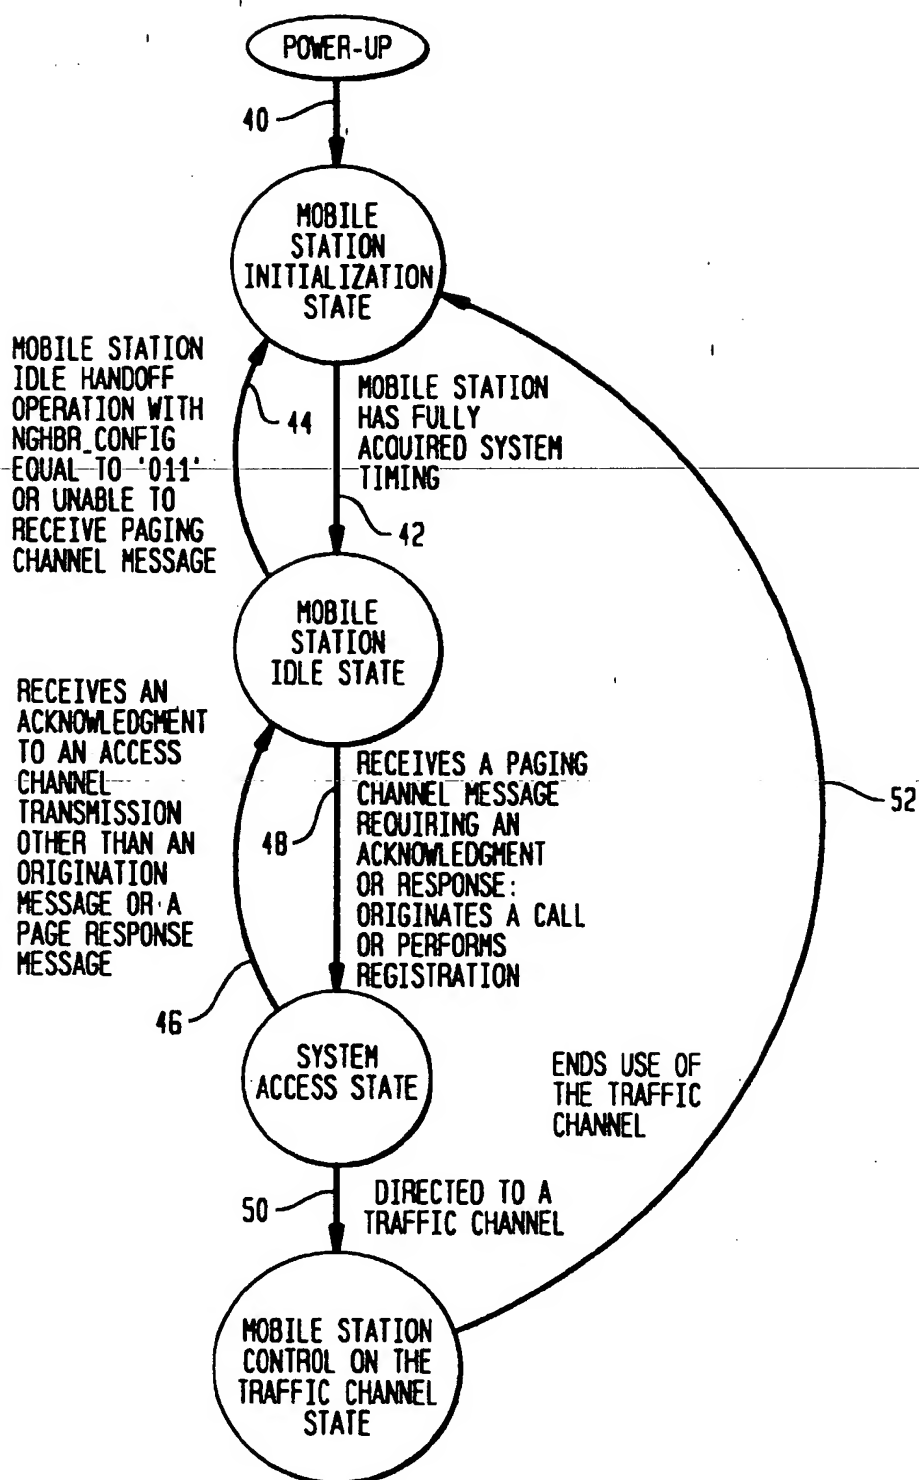 POWER-UP
40
MOBILE
STATION
INITIALIZATION
STATE
MOBILE STATION
IDLE HANDOFF
OPERATION WITH
NGHBR_CONFIG
EQUAL TO '011'
OR UNABLE TO
RECEIVE PAGING
CHANNEL MESSAGE
44
MOBILE STATION
HAS FULLY
ACQUIRED SYSTEM
TIMING
42
MOBILE
STATION
IDLE STATE
RECEIVES AN
ACKNOWLEDGMENT
TO AN ACCESS
CHANNEL
TRANSMISSION
OTHER THAN AN
ORIGINATION
MESSAGE OR A
PAGE RESPONSE
MESSAGE
46
48
RECEIVES A PAGING
CHANNEL MESSAGE
REQUIRING AN
ACKNOWLEDGMENT
OR RESPONSE:
ORIGINATES A CALL
OR PERFORMS
REGISTRATION
52
SYSTEM
ACCESS STATE
ENDS USE OF
THE TRAFFIC
CHANNEL
50
DIRECTED TO A
TRAFFIC CHANNEL
MOBILE STATION
CONTROL ON THE
TRAFFIC CHANNEL
STATE